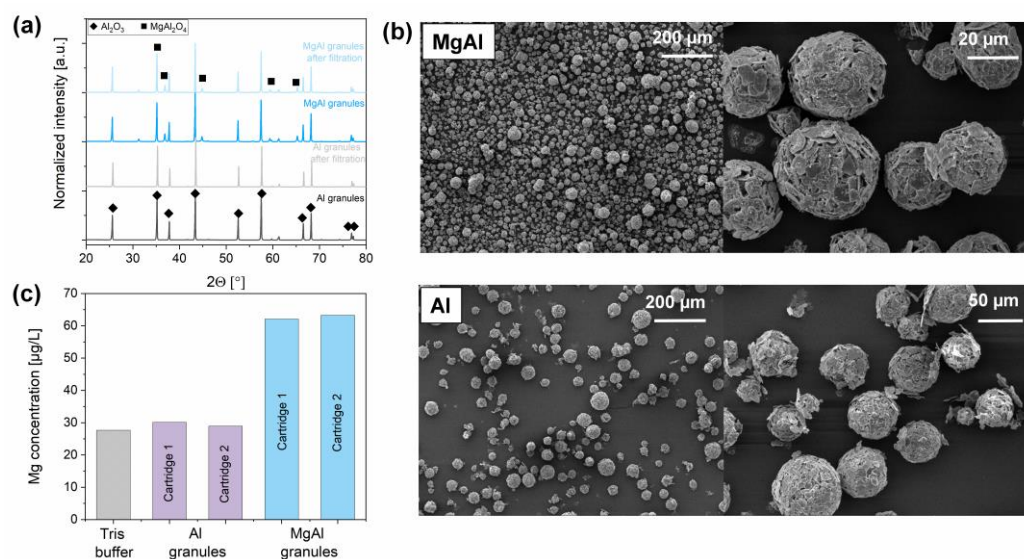 (a)
◆ Al₂O₃ ■ MgAl₂O₄
Normalized intensity [a.u.]
MgAl granules
after filtration
MgAl granules
Al granules
after filtration
Al granules
20 30 40 50 60 70 80
2Θ [°]
(b)
MgAl
200 µm
20 µm
Al
200 µm
50 µm
(c)
Mg concentration [µg/L]
70
60
50
40
30
20
10
0
Cartridge 1
Cartridge 2
Cartridge 1
Cartridge 2
Tris
buffer
Al
granules
MgAl
granules